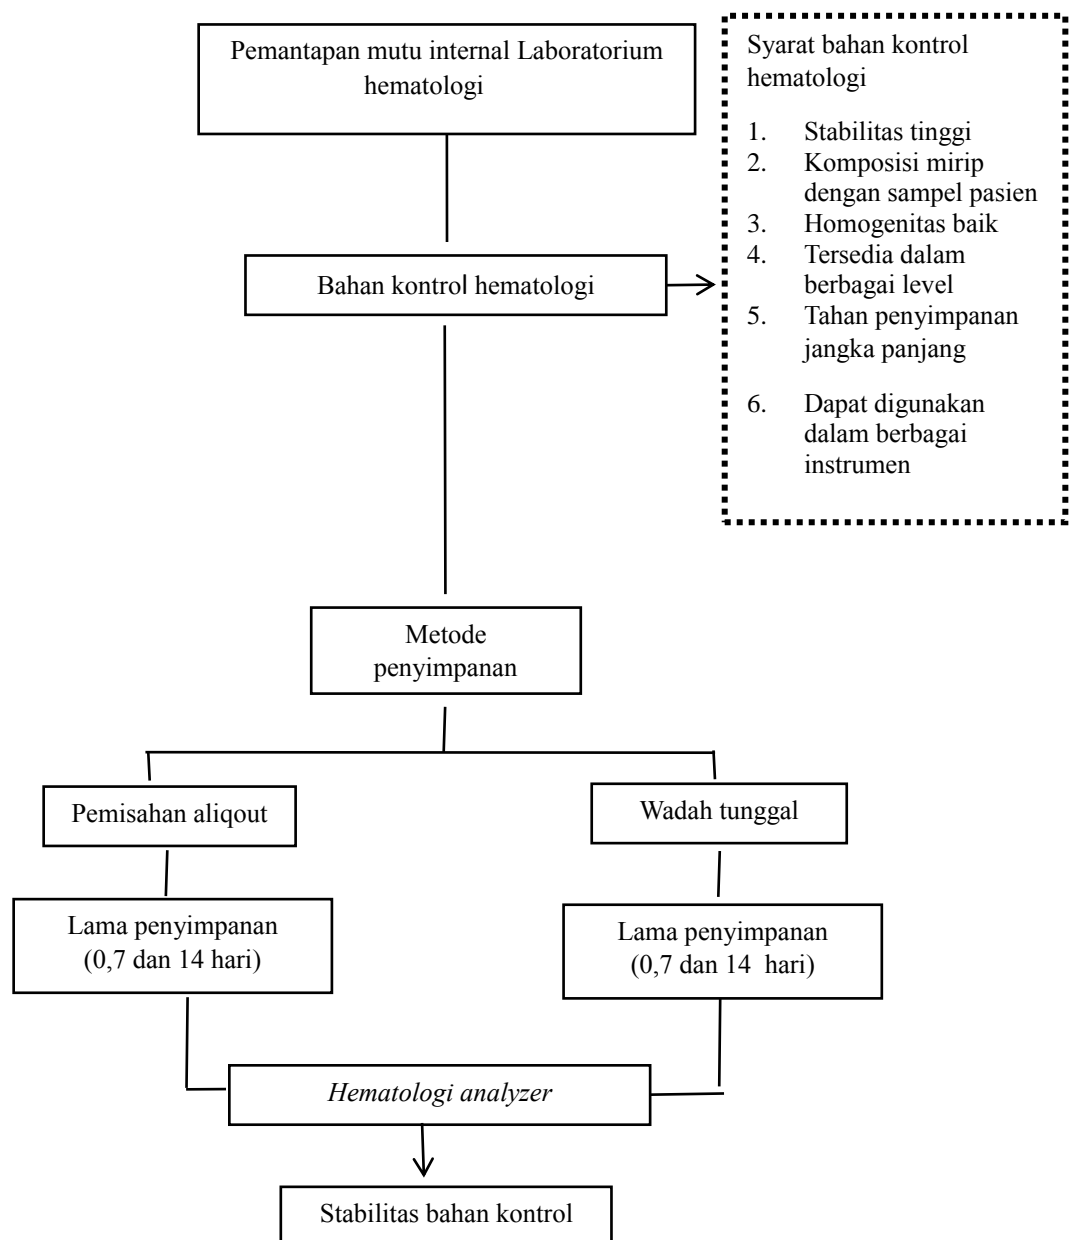 Pemantapan mutu internal Laboratorium
hematologi
Syarat bahan kontrol
hematologi
1. Stabilitas tinggi
2. Komposisi mirip
dengan sampel pasien
3. Homogenitas baik
4. Tersedia dalam
berbagai level
5. Tahan penyimpanan
jangka panjang
6. Dapat digunakan
dalam berbagai
instrumen
Bahan kontrol hematologi
Metode
penyimpanan
Pemisahan aliqout
Wadah tunggal
Lama penyimpanan
(0,7 dan 14 hari)
Lama penyimpanan
(0,7 dan 14 hari)
Hematologi analyzer
Stabilitas bahan kontrol